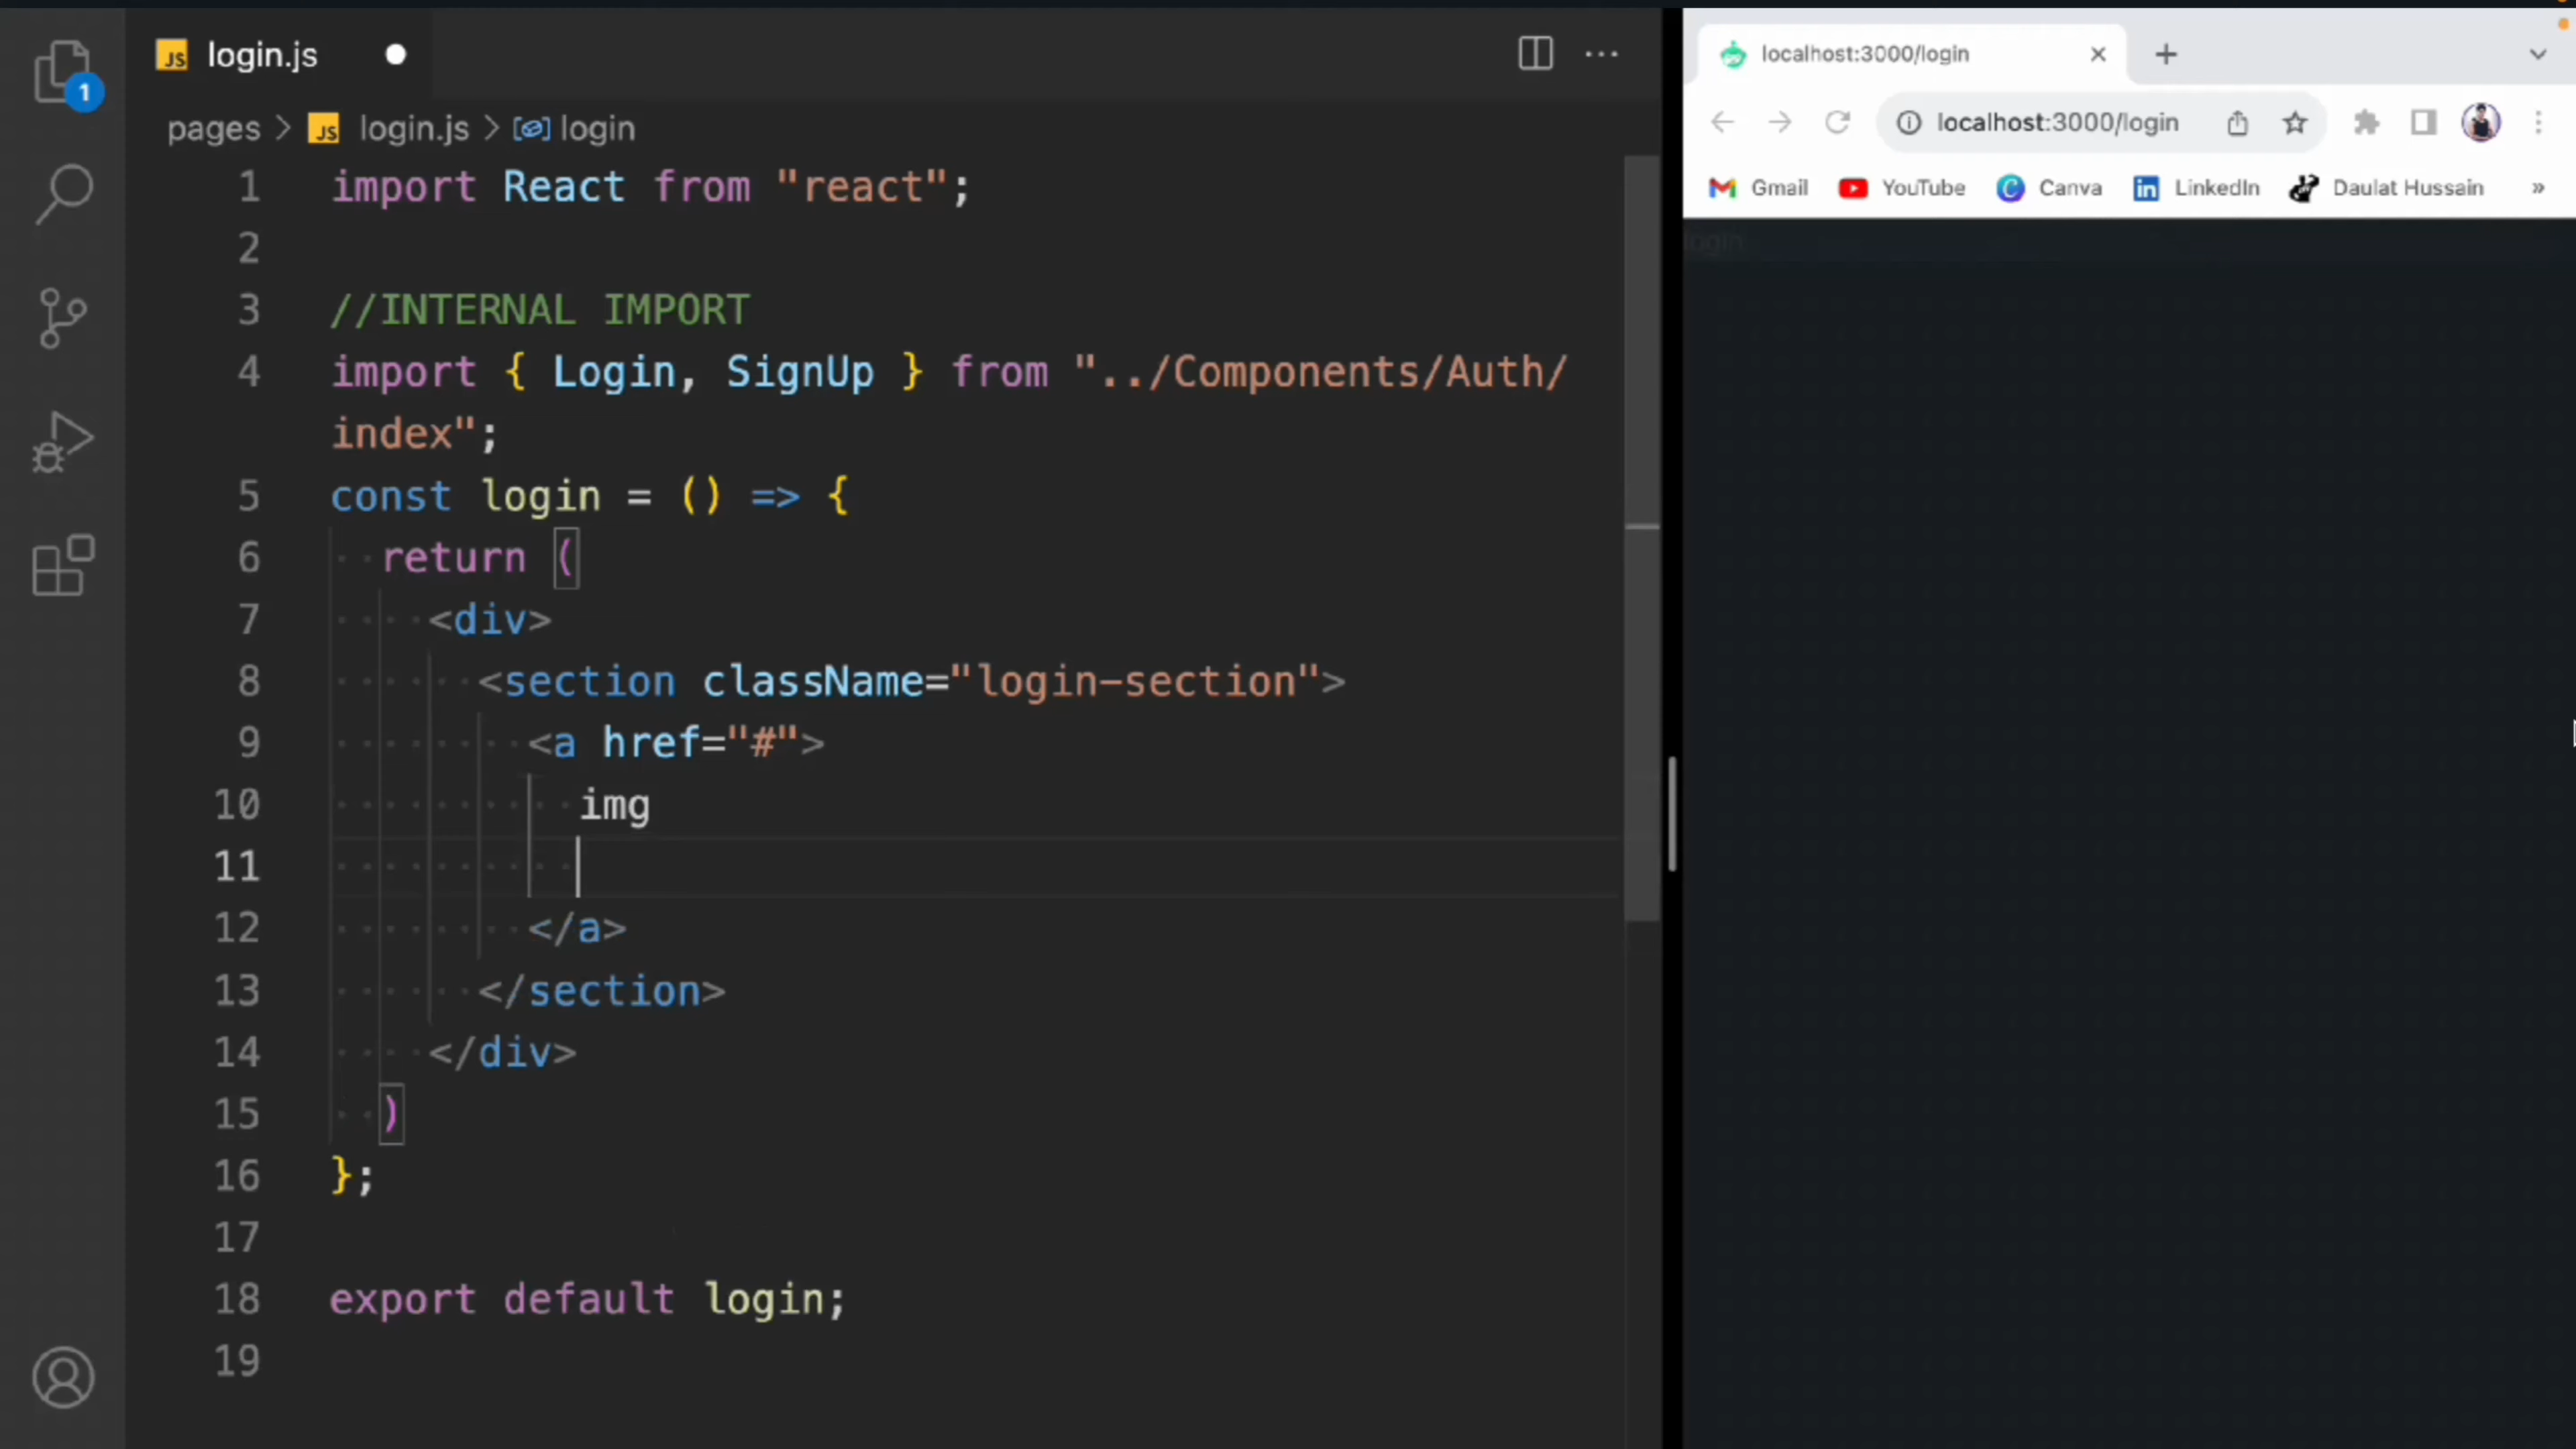 login.js
1
pages > login.js > login
1 import React from "react";
2
3 //INTERNAL IMPORT
4 import { Login, SignUp } from "../Components/Auth/
index";
5 const login = () => {
6 return (
7 <div>
8 <section className="login-section">
9 <a href="#">
10 img
11
12 </a>
13 </section>
14 </div>
15 )
16 };
17
18 export default login;
19
localhost:3000/login
localhost:3000/login
Gmail YouTube Canva LinkedIn Daulat Hussain »
login